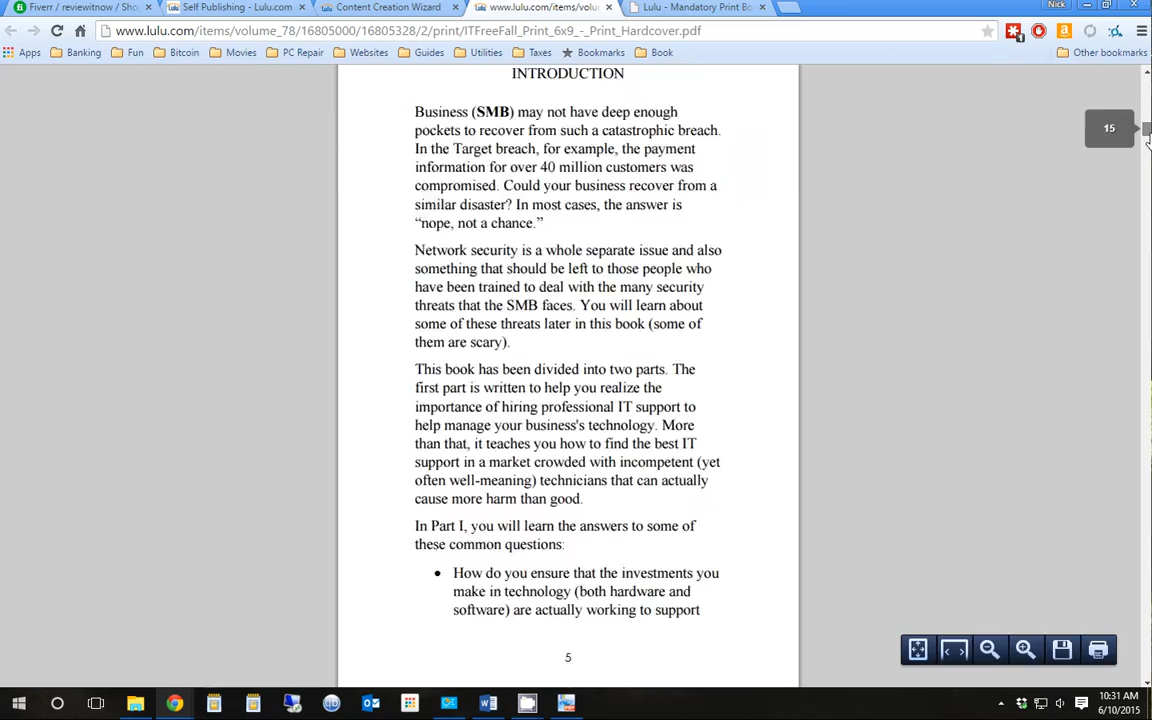 Fiverr / reviewitnow / Sho
Self Publishing - Lulu.com
Content Creation Wizard
www.lulu.com/items/volu
Lulu - Mandatory Print Bo
Nick
www.lulu.com/items/volume_78/16805000/16805328/2/print/ITFreeFall_Print_6x9_-_Print_Hardcover.pdf
1
Apps
Banking
Fun
Bitcoin
Movies
PC Repair
Websites
Guides
Utilities
Taxes
Bookmarks
Book
Other bookmarks
INTRODUCTION
Business (SMB) may not have deep enough
pockets to recover from such a catastrophic breach.
In the Target breach, for example, the payment
information for over 40 million customers was
compromised. Could your business recover from a
similar disaster? In most cases, the answer is
“nope, not a chance.”
Network security is a whole separate issue and also
something that should be left to those people who
have been trained to deal with the many security
threats that the SMB faces. You will learn about
some of these threats later in this book (some of
them are scary).
This book has been divided into two parts. The
first part is written to help you realize the
importance of hiring professional IT support to
help manage your business's technology. More
than that, it teaches you how to find the best IT
support in a market crowded with incompetent (yet
often well-meaning) technicians that can actually
cause more harm than good.
In Part I, you will learn the answers to some of
these common questions:
• How do you ensure that the investments you
make in technology (both hardware and
software) are actually working to support
5
15
10:31 AM
6/10/2015